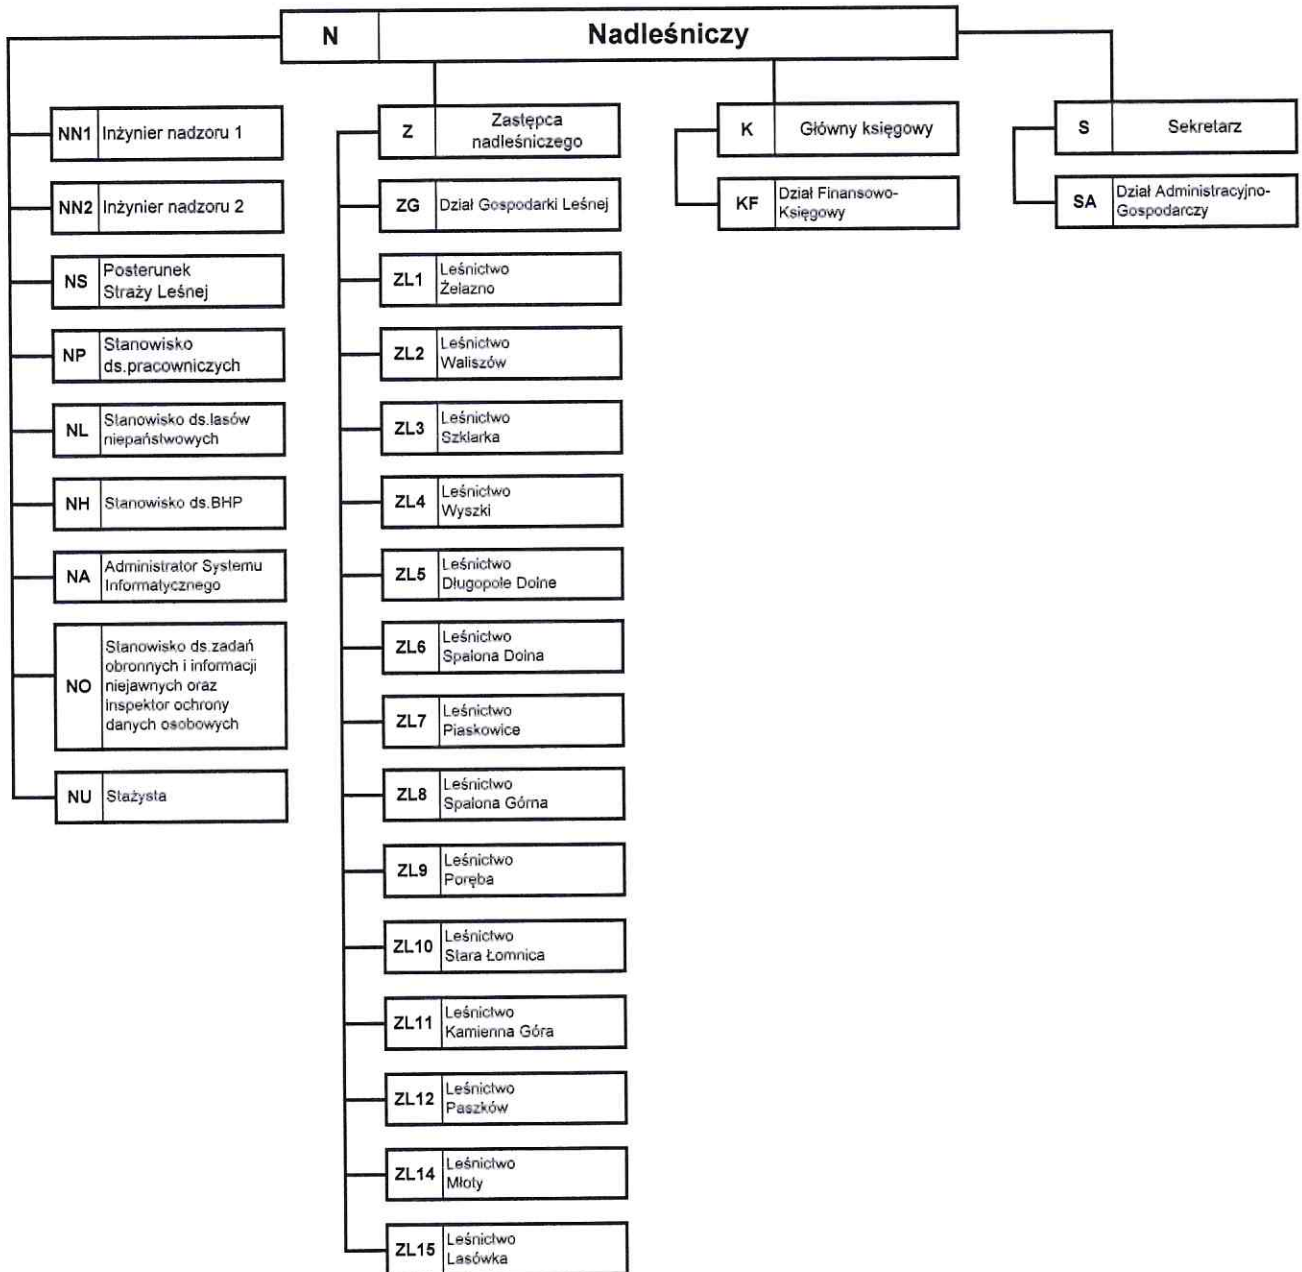 N Nadleśniczy
NN1 Inżynier nadzoru 1
NN2 Inżynier nadzoru 2
NS Posterunek
Straży Leśnej
NP Stanowisko
ds.pracowniczych
NL Stanowisko ds.lasów
niepaństwowych
NH Stanowisko ds.BHP
NA Administrator Systemu
Informatycznego
NO Stanowisko ds.zadań
obronnych i informacji
niejawnych oraz
inspektor ochrony
danych osobowych
NU Stażysta
Z Zastępca
nadleśniczego
ZG Dział Gospodarki Leśnej
ZL1 Leśnictwo
Żelazno
ZL2 Leśnictwo
Waliszów
ZL3 Leśnictwo
Szklarka
ZL4 Leśnictwo
Wyszki
ZL5 Leśnictwo
Długopole Dolne
ZL6 Leśnictwo
Spalona Dolna
ZL7 Leśnictwo
Piaskowice
ZL8 Leśnictwo
Spalona Górna
ZL9 Leśnictwo
Poręba
ZL10 Leśnictwo
Stara Łomnica
ZL11 Leśnictwo
Kamienna Góra
ZL12 Leśnictwo
Paszków
ZL14 Leśnictwo
Młoty
ZL15 Leśnictwo
Lasówka
K Główny księgowy
KF Dział Finansowo-
Księgowy
S Sekretarz
SA Dział Administracyjno-
Gospodarczy